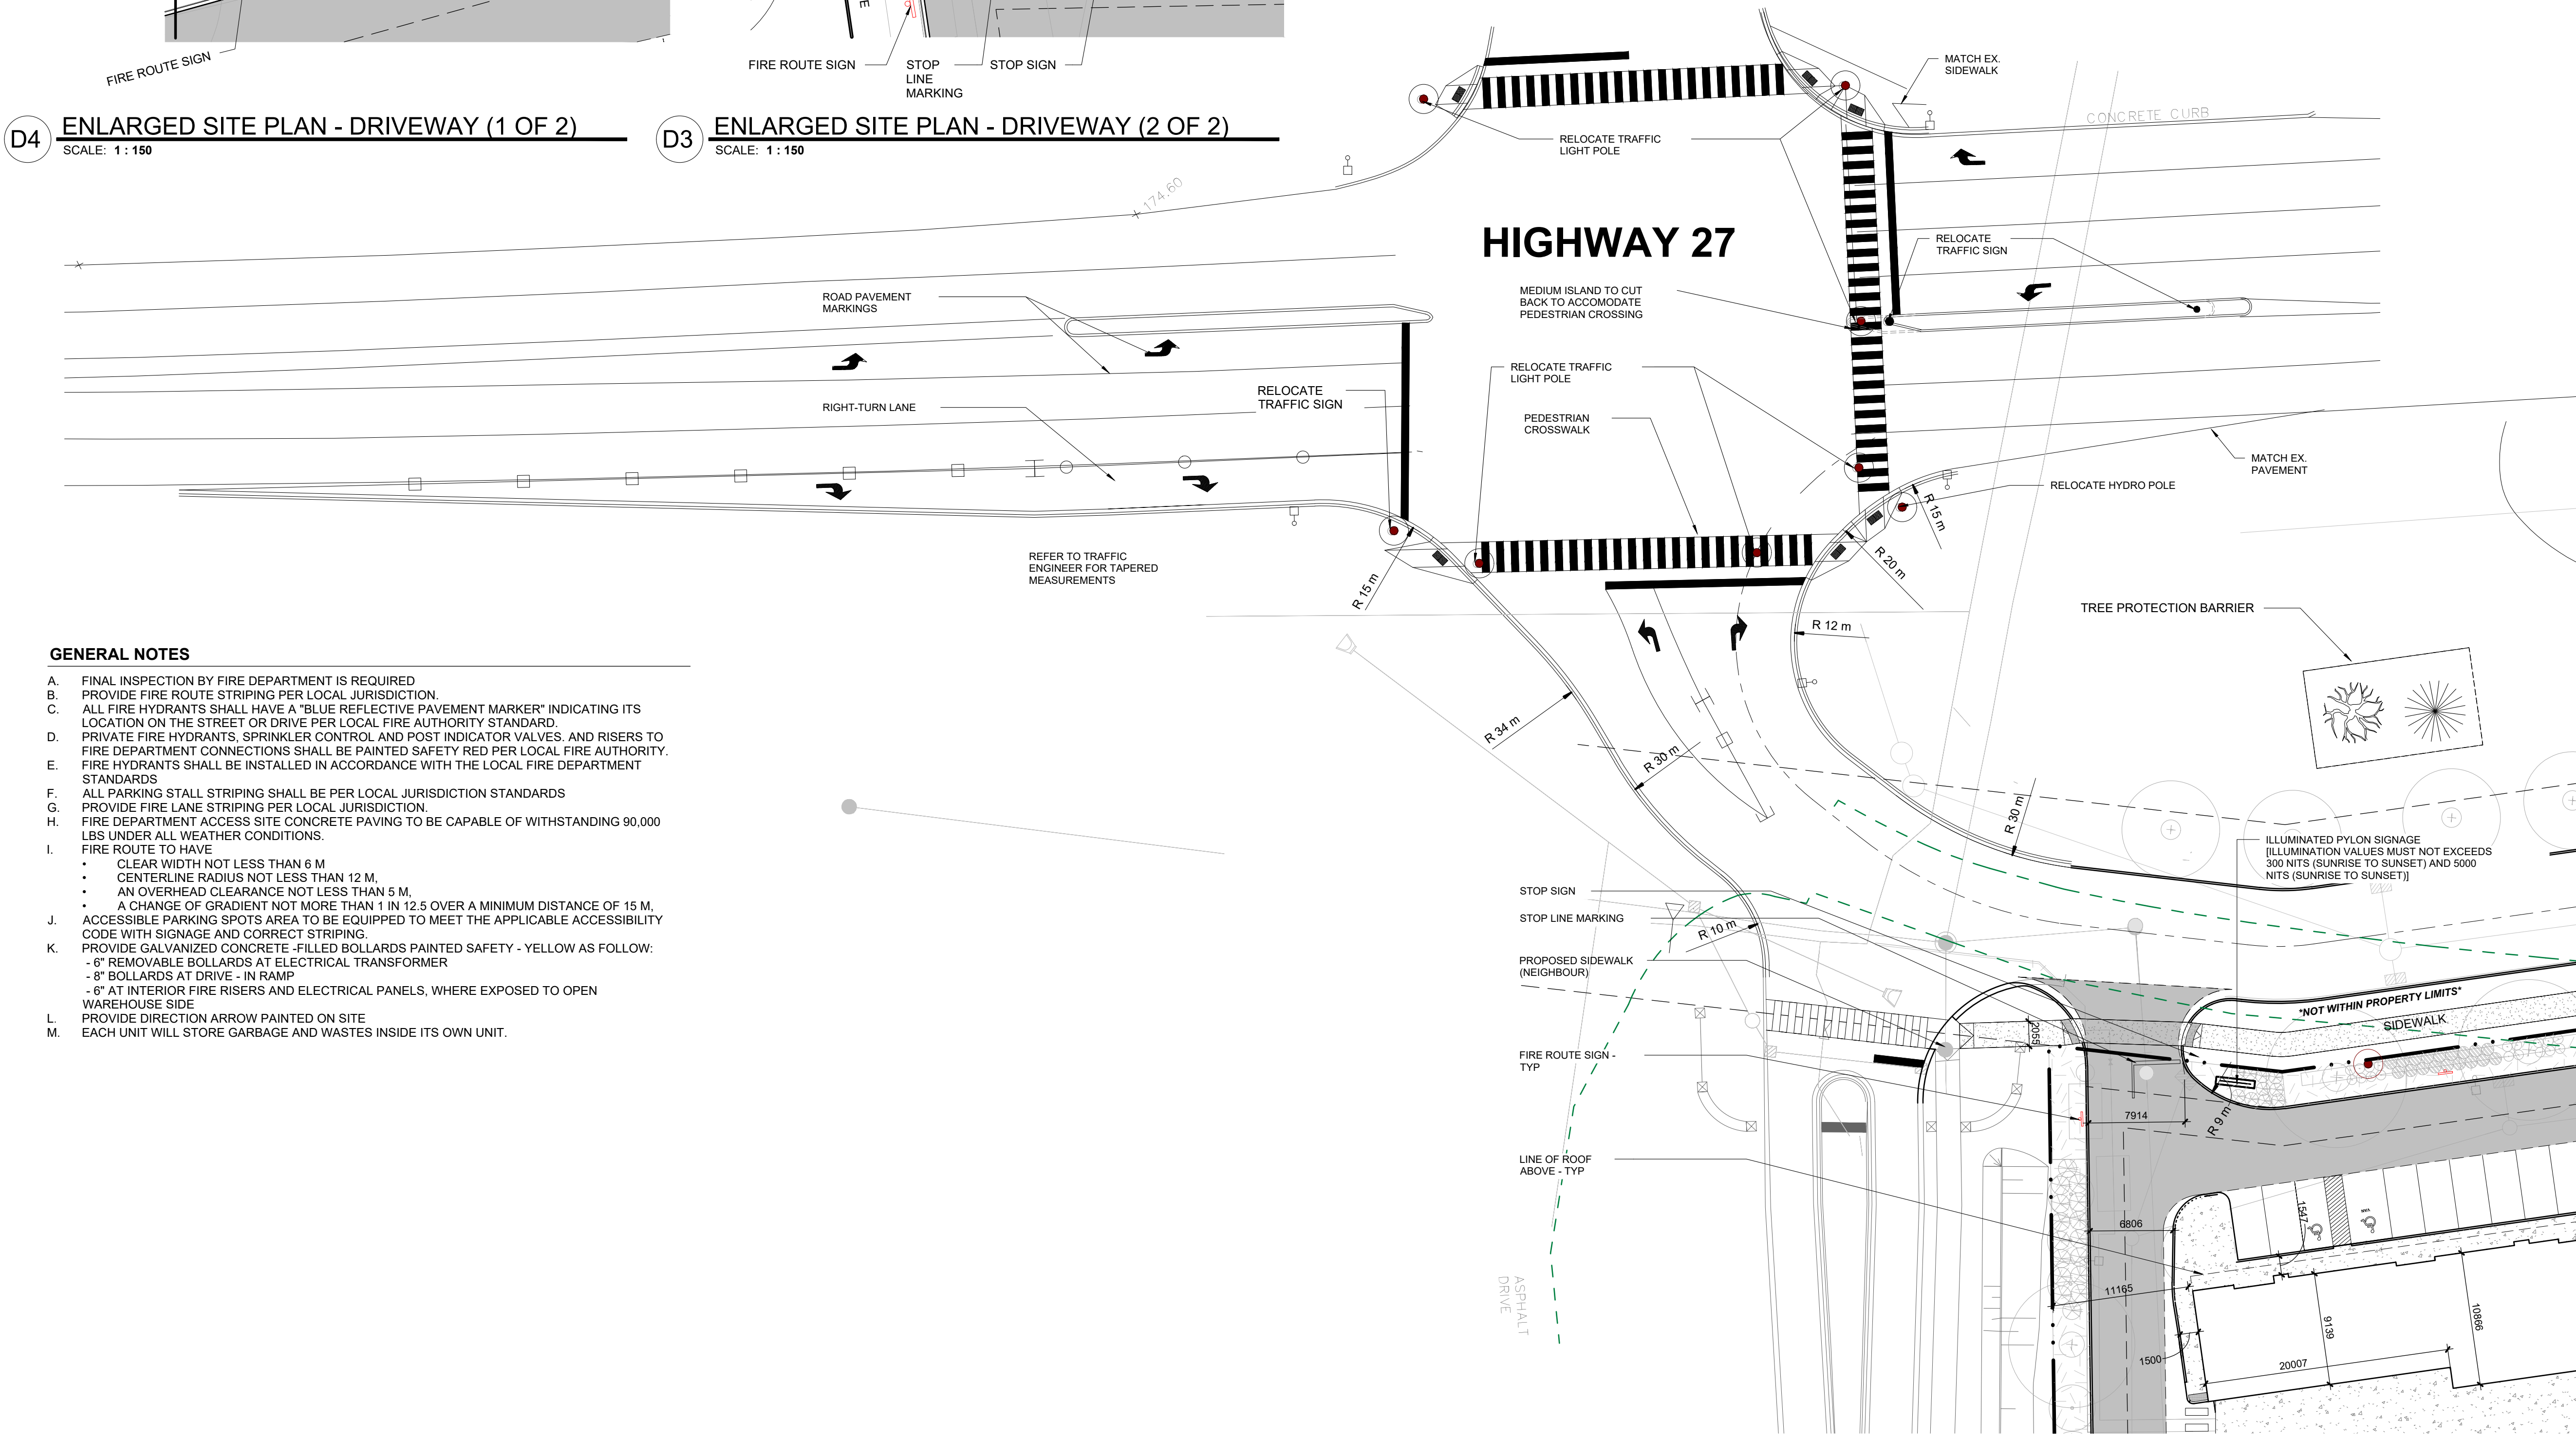 FIRE ROUTE SIGN
E
FIRE ROUTE SIGN
STOP
LINE
MARKING
STOP SIGN
D4
ENLARGED SITE PLAN - DRIVEWAY (1 OF 2)
SCALE: 1 : 150
D3
ENLARGED SITE PLAN - DRIVEWAY (2 OF 2)
SCALE: 1 : 150
MATCH EX.
SIDEWALK
CONCRETE CURB
RELOCATE TRAFFIC
LIGHT POLE
174.60
HIGHWAY 27
RELOCATE
TRAFFIC SIGN
ROAD PAVEMENT
MARKINGS
MEDIUM ISLAND TO CUT
BACK TO ACCOMODATE
PEDESTRIAN CROSSING
RELOCATE TRAFFIC
LIGHT POLE
RELOCATE
TRAFFIC SIGN
RIGHT-TURN LANE
PEDESTRIAN
CROSSWALK
MATCH EX.
PAVEMENT
RELOCATE HYDRO POLE
R 15 m
R 20 m
REFER TO TRAFFIC
ENGINEER FOR TAPERED
MEASUREMENTS
R 15 m
R 12 m
TREE PROTECTION BARRIER
R 34 m
R 30 m
R 30 m
GENERAL NOTES
A. FINAL INSPECTION BY FIRE DEPARTMENT IS REQUIRED
B. PROVIDE FIRE ROUTE STRIPING PER LOCAL JURISDICTION.
C. ALL FIRE HYDRANTS SHALL HAVE A "BLUE REFLECTIVE PAVEMENT MARKER" INDICATING ITS
LOCATION ON THE STREET OR DRIVE PER LOCAL FIRE AUTHORITY STANDARD.
D. PRIVATE FIRE HYDRANTS, SPRINKLER CONTROL AND POST INDICATOR VALVES. AND RISERS TO
FIRE DEPARTMENT CONNECTIONS SHALL BE PAINTED SAFETY RED PER LOCAL FIRE AUTHORITY.
E. FIRE HYDRANTS SHALL BE INSTALLED IN ACCORDANCE WITH THE LOCAL FIRE DEPARTMENT
STANDARDS
F. ALL PARKING STALL STRIPING SHALL BE PER LOCAL JURISDICTION STANDARDS
G. PROVIDE FIRE LANE STRIPING PER LOCAL JURISDICTION.
H. FIRE DEPARTMENT ACCESS SITE CONCRETE PAVING TO BE CAPABLE OF WITHSTANDING 90,000
LBS UNDER ALL WEATHER CONDITIONS.
I. FIRE ROUTE TO HAVE
• CLEAR WIDTH NOT LESS THAN 6 M
• CENTERLINE RADIUS NOT LESS THAN 12 M,
• AN OVERHEAD CLEARANCE NOT LESS THAN 5 M,
• A CHANGE OF GRADIENT NOT MORE THAN 1 IN 12.5 OVER A MINIMUM DISTANCE OF 15 M,
J. ACCESSIBLE PARKING SPOTS AREA TO BE EQUIPPED TO MEET THE APPLICABLE ACCESSIBILITY
CODE WITH SIGNAGE AND CORRECT STRIPING.
K. PROVIDE GALVANIZED CONCRETE -FILLED BOLLARDS PAINTED SAFETY - YELLOW AS FOLLOW:
- 6" REMOVABLE BOLLARDS AT ELECTRICAL TRANSFORMER
- 8" BOLLARDS AT DRIVE - IN RAMP
- 6" AT INTERIOR FIRE RISERS AND ELECTRICAL PANELS, WHERE EXPOSED TO OPEN
WAREHOUSE SIDE
L. PROVIDE DIRECTION ARROW PAINTED ON SITE
M. EACH UNIT WILL STORE GARBAGE AND WASTES INSIDE ITS OWN UNIT.
ILLUMINATED PYLON SIGNAGE
[ILLUMINATION VALUES MUST NOT EXCEEDS
300 NITS (SUNRISE TO SUNSET) AND 5000
NITS (SUNRISE TO SUNSET)]
STOP SIGN
STOP LINE MARKING
R 10 m
PROPOSED SIDEWALK
(NEIGHBOUR)
*NOT WITHIN PROPERTY LIMITS*
SIDEWALK
2055
FIRE ROUTE SIGN -
TYP
7914
R 9 m
LINE OF ROOF
ABOVE - TYP
1547
6806
11165
ASPHALT
DRIVE
9139
10866
1500
20007